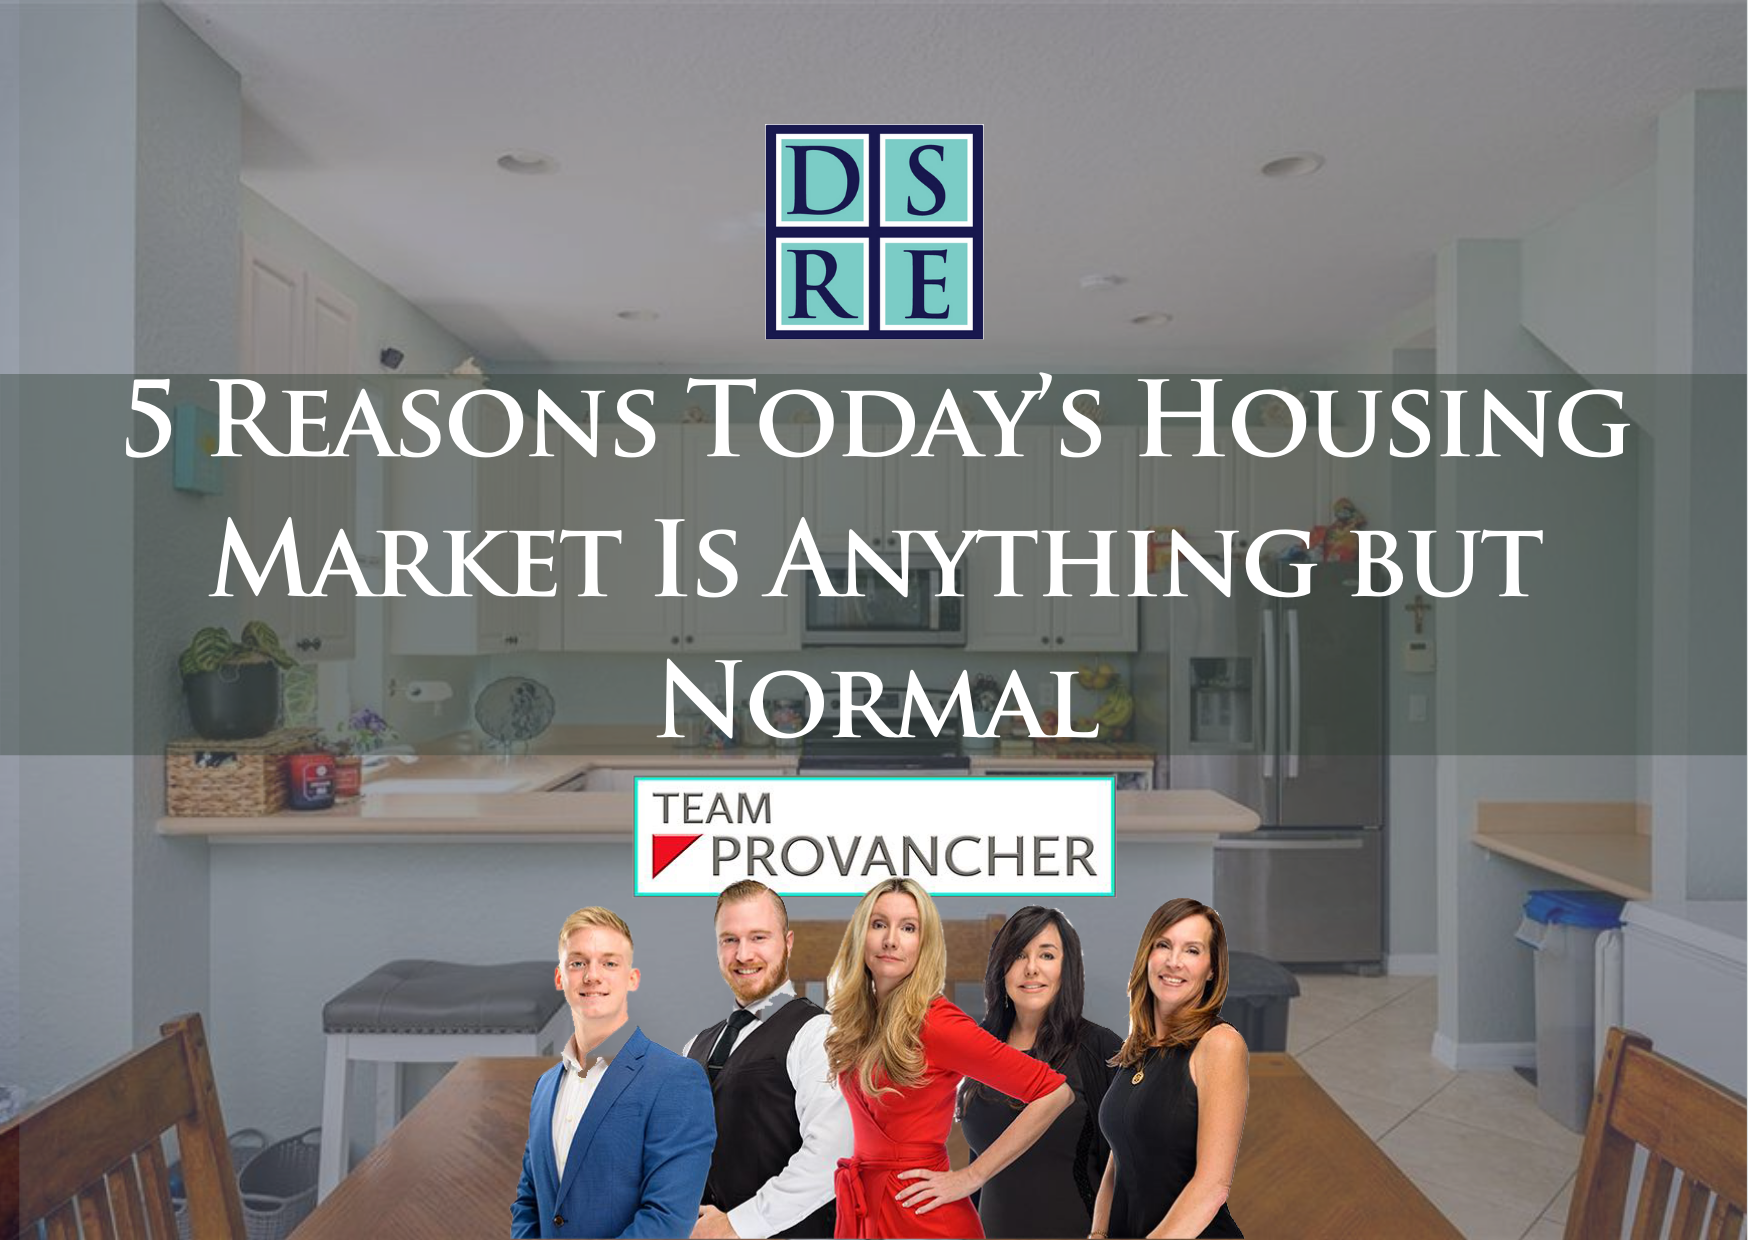 D S
R E
5 Reasons Today's Housing
Market Is Anything but
Normal
TEAM
PROVANCHER